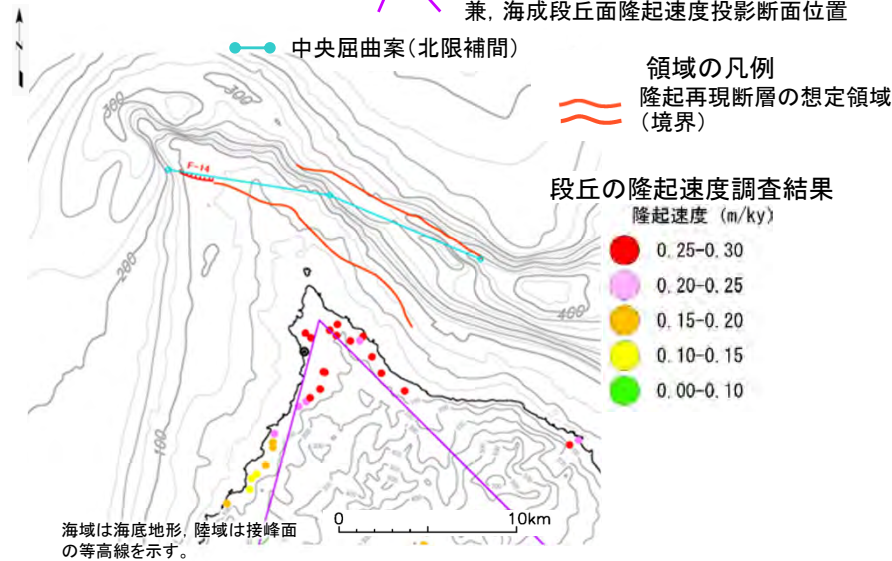 兼，海成段丘面隆起速度投影断面位置
中央屈曲案（北限補間）
領域の凡例
隆起再現断層の想定領域
（境界）
段丘の隆起速度調査結果
隆起速度 (m/ky)
0.25-0.30
0.20-0.25
0.15-0.20
0.10-0.15
0.00-0.10
300
300
F-14
200
400
100
0
10km
海域は海底地形，陸域は接峰面
の等高線を示す。